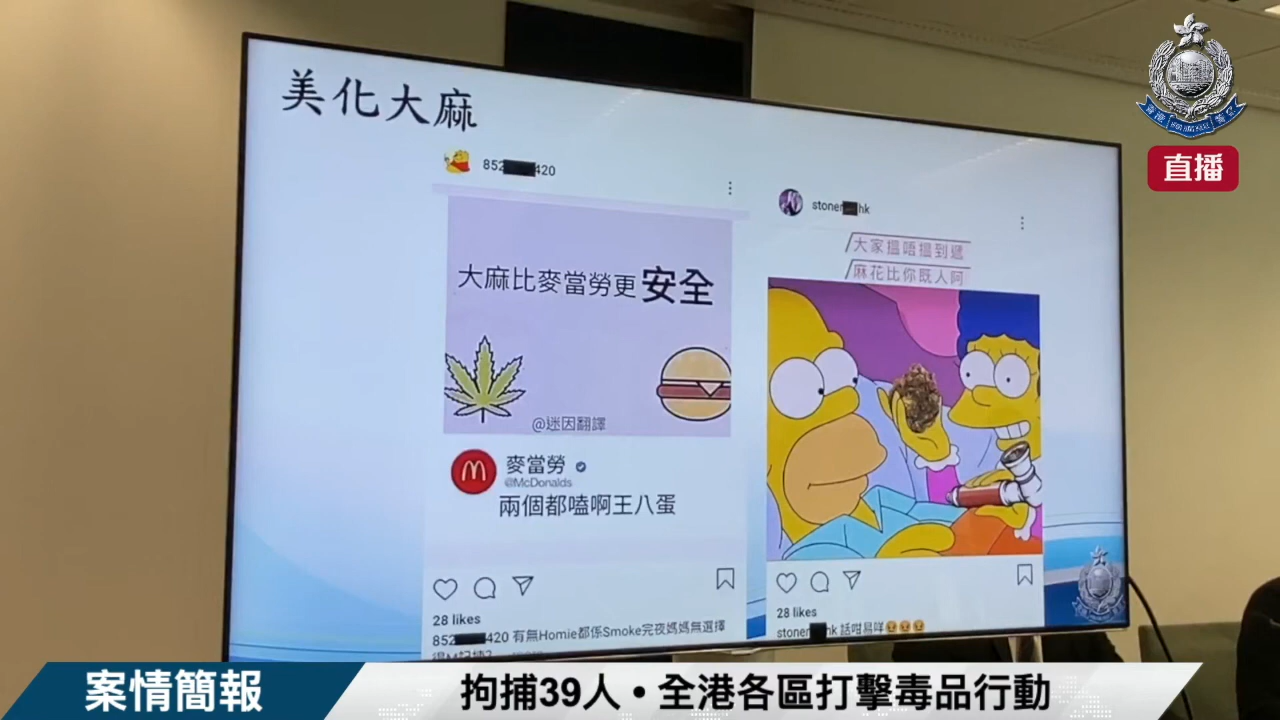 美化大麻
852 420
大麻比麥當勞更安全
@迷因翻譯
麥當勞
@McDonalds
兩個都嗑啊王八蛋
28 likes
852 420 有無Homie都係Smoke完夜媽媽無選擇
stoner hk
大家搵唔搵到遞
麻花比你既人阿
28 likes
stoner hk 話咁易咩😡😡😡
直播
案情簡報
拘捕39人•全港各區打擊毒品行動